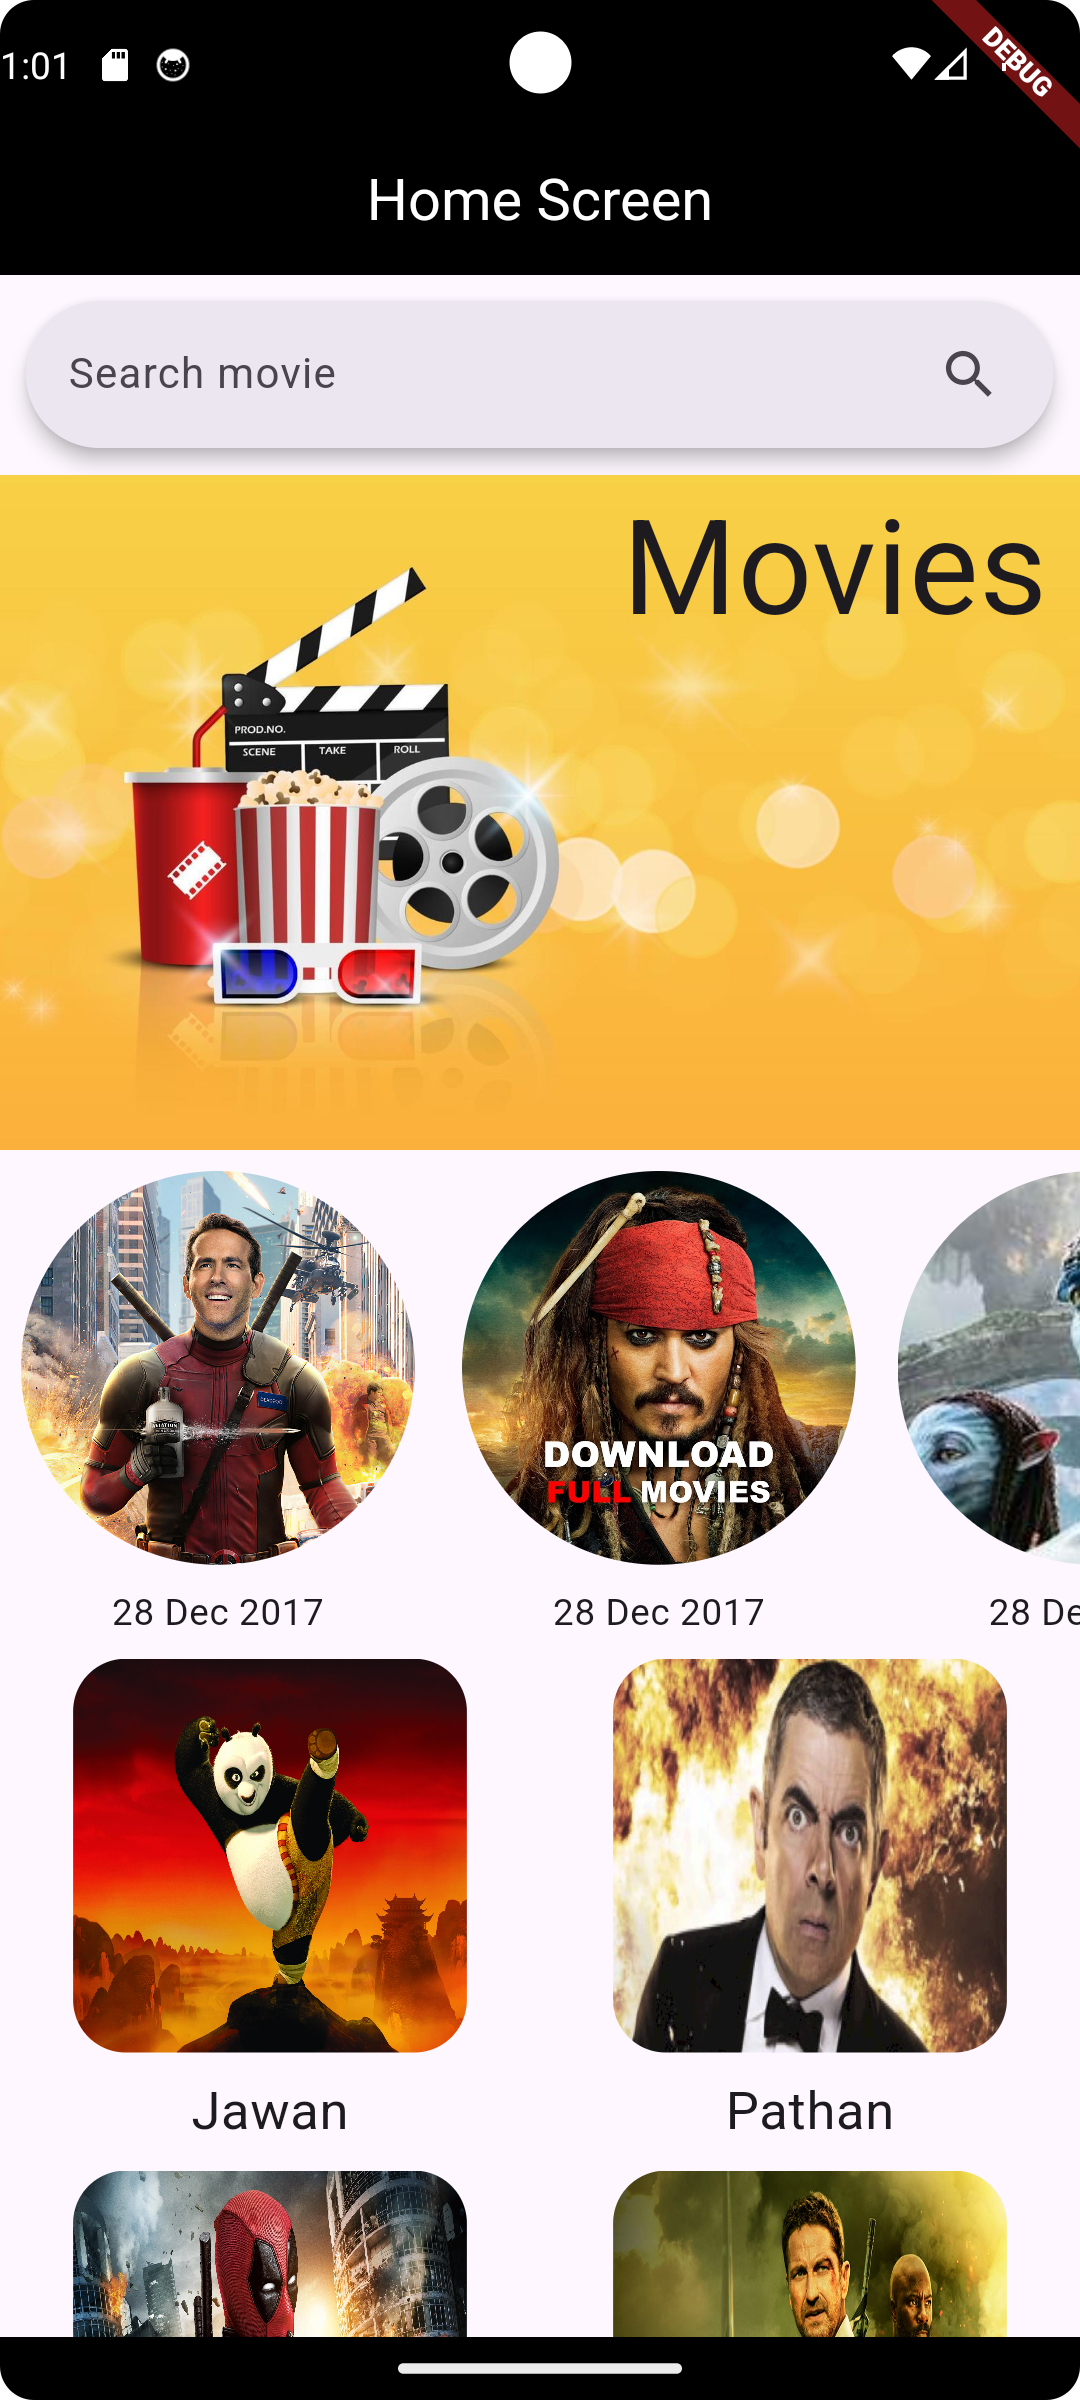 1:01
DEBUG
Home Screen
Search movie
Movies
PROD.NO.
SCENE TAKE ROLL
DOWNLOAD
FULL MOVIES
28 Dec 2017
28 Dec 2017
28 De
Jawan
Pathan